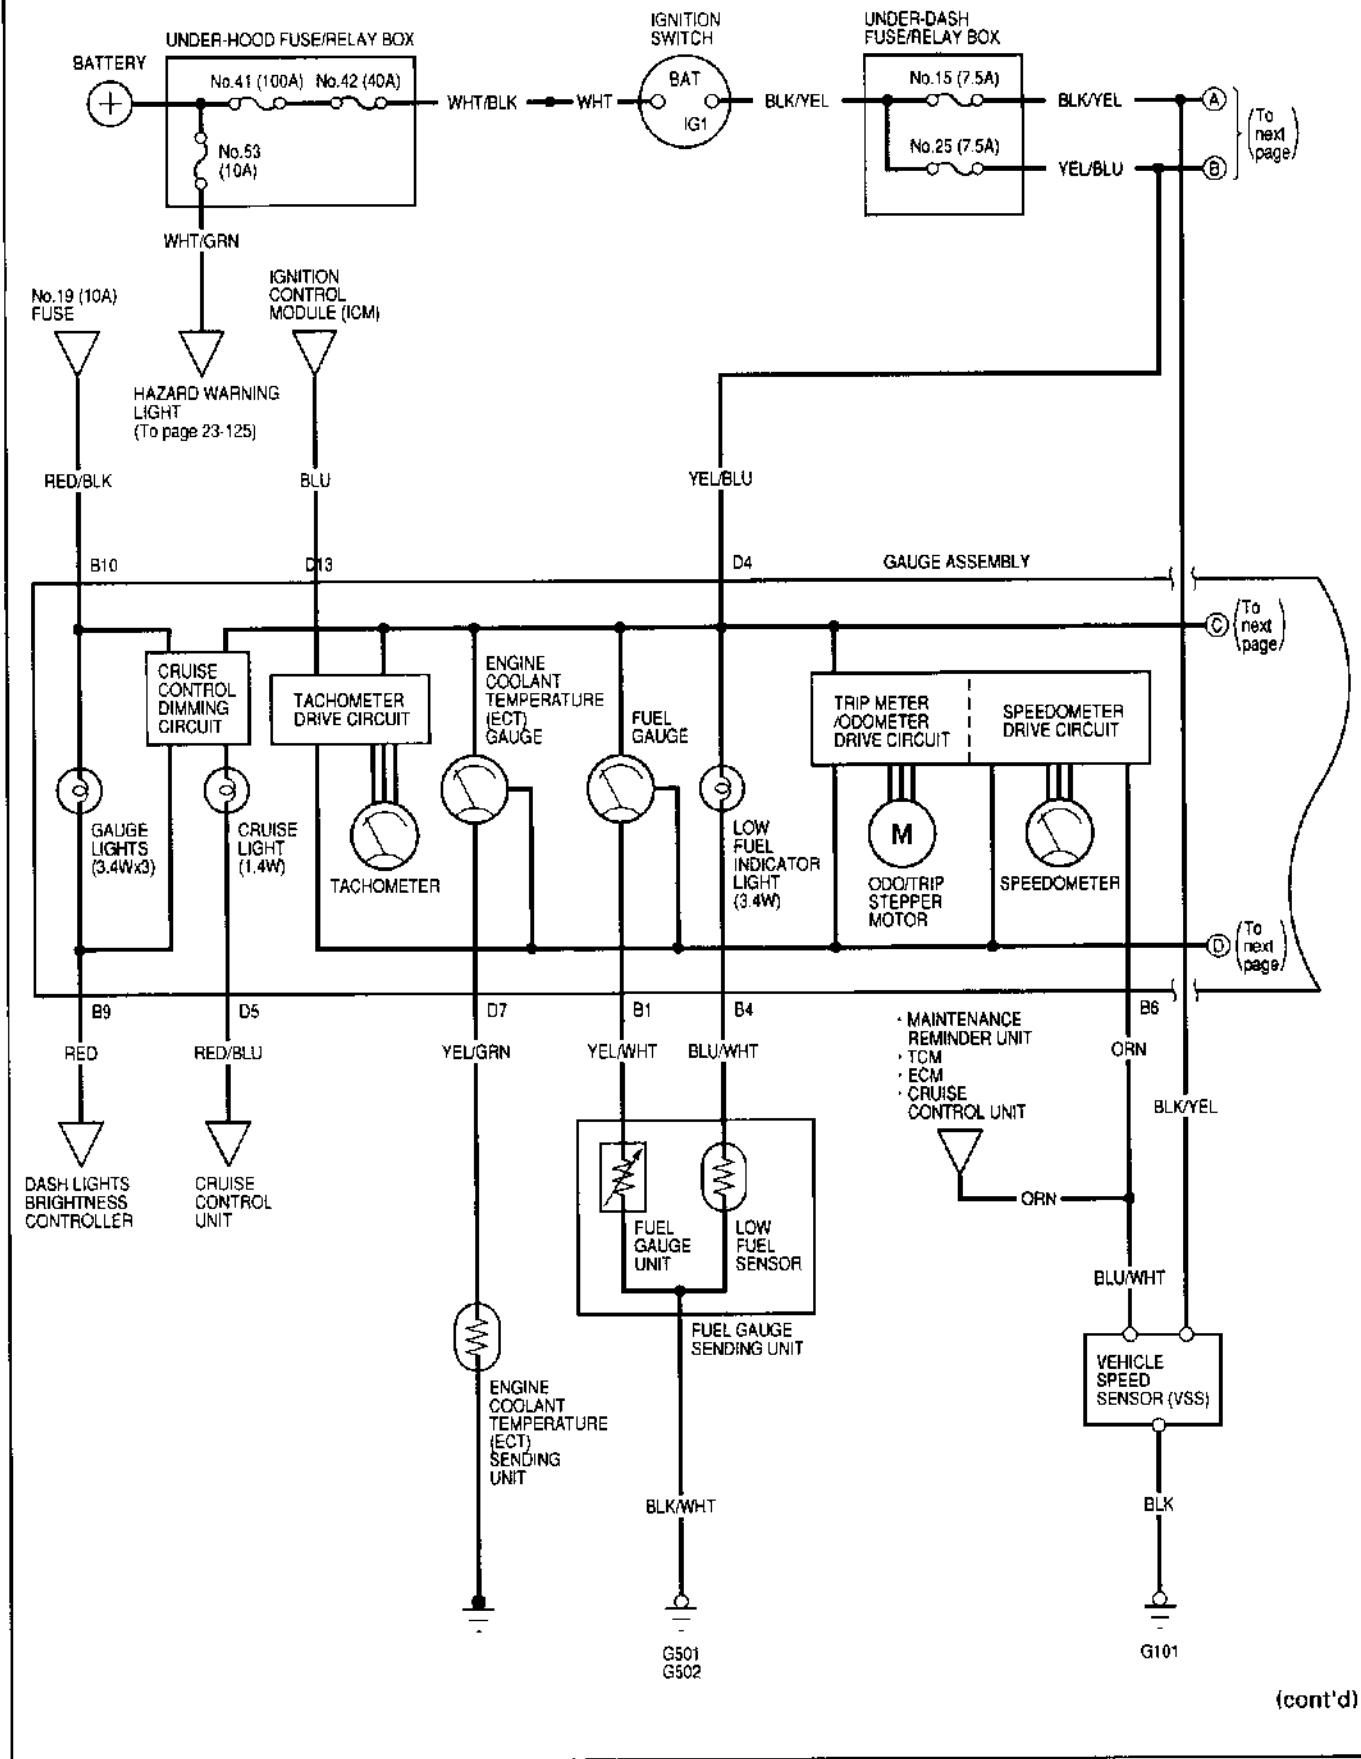 IGNITION
SWITCH
UNDER-DASH
FUSE/RELAY BOX
UNDER-HOOD FUSE/RELAY BOX
BATTERY
No.41 (100A)
No.42 (40A)
BAT
IG1
No.15 (7.5A)
WHT/BLK
WHT
BLK/YEL
BLK/YEL
A
(To
next
page)
No.53
(10A)
No.25 (7.5A)
YEL/BLU
B
WHT/GRN
No.19 (10A)
FUSE
IGNITION
CONTROL
MODULE (ICM)
HAZARD WARNING
LIGHT
(To page 23-125)
RED/BLK
BLU
YEL/BLU
B10
D13
D4
GAUGE ASSEMBLY
C
(To
next
page)
CRUISE
CONTROL
DIMMING
CIRCUIT
TACHOMETER
DRIVE CIRCUIT
ENGINE
COOLANT
TEMPERATURE
(ECT)
GAUGE
FUEL
GAUGE
TRIP METER
/ODOMETER
DRIVE CIRCUIT
SPEEDOMETER
DRIVE CIRCUIT
GAUGE
LIGHTS
(3.4Wx3)
CRUISE
LIGHT
(1.4W)
TACHOMETER
LOW
FUEL
INDICATOR
LIGHT
(3.4W)
M
ODO/TRIP
STEPPER
MOTOR
SPEEDOMETER
D
(To
next
page)
B9
D5
D7
B1
B4
B6
RED
RED/BLU
YEL/GRN
YEL/WHT
BLU/WHT
· MAINTENANCE
REMINDER UNIT
· TCM
· ECM
· CRUISE
CONTROL UNIT
ORN
BLK/YEL
DASH LIGHTS
BRIGHTNESS
CONTROLLER
CRUISE
CONTROL
UNIT
ORN
FUEL
GAUGE
UNIT
LOW
FUEL
SENSOR
BLU/WHT
FUEL GAUGE
SENDING UNIT
VEHICLE
SPEED
SENSOR (VSS)
ENGINE
COOLANT
TEMPERATURE
(ECT)
SENDING
UNIT
BLK/WHT
BLK
G501
G502
G101
(cont'd)